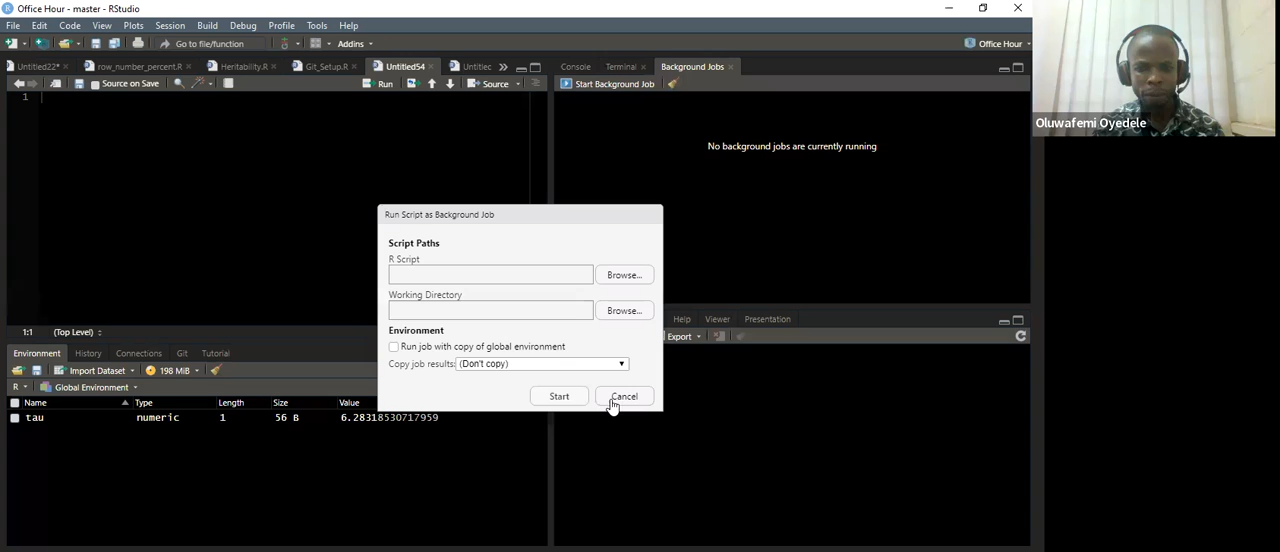 Office Hour - master - RStudio
File Edit Code View Plots Session Build Debug Profile Tools Help
Go to file/function Addins Office Hour
Untitled22* row_number_percent.R Heritability.R Git_Setup.R Untitled54 Untitlec
Source on Save Run Source
1
1:1 (Top Level)
Console Terminal Background Jobs
Start Background Job
No background jobs are currently running
Oluwafemi Oyedele
Run Script as Background Job
Script Paths
R Script
Browse...
Working Directory
Browse...
Environment
Run job with copy of global environment
Copy job results: (Don't copy)
Start Cancel
Environment History Connections Git Tutorial
Import Dataset 198 MiB
R Global Environment
Name Type Length Size Value
tau numeric 1 56 B 6.28318530717959
Help Viewer Presentation
Export